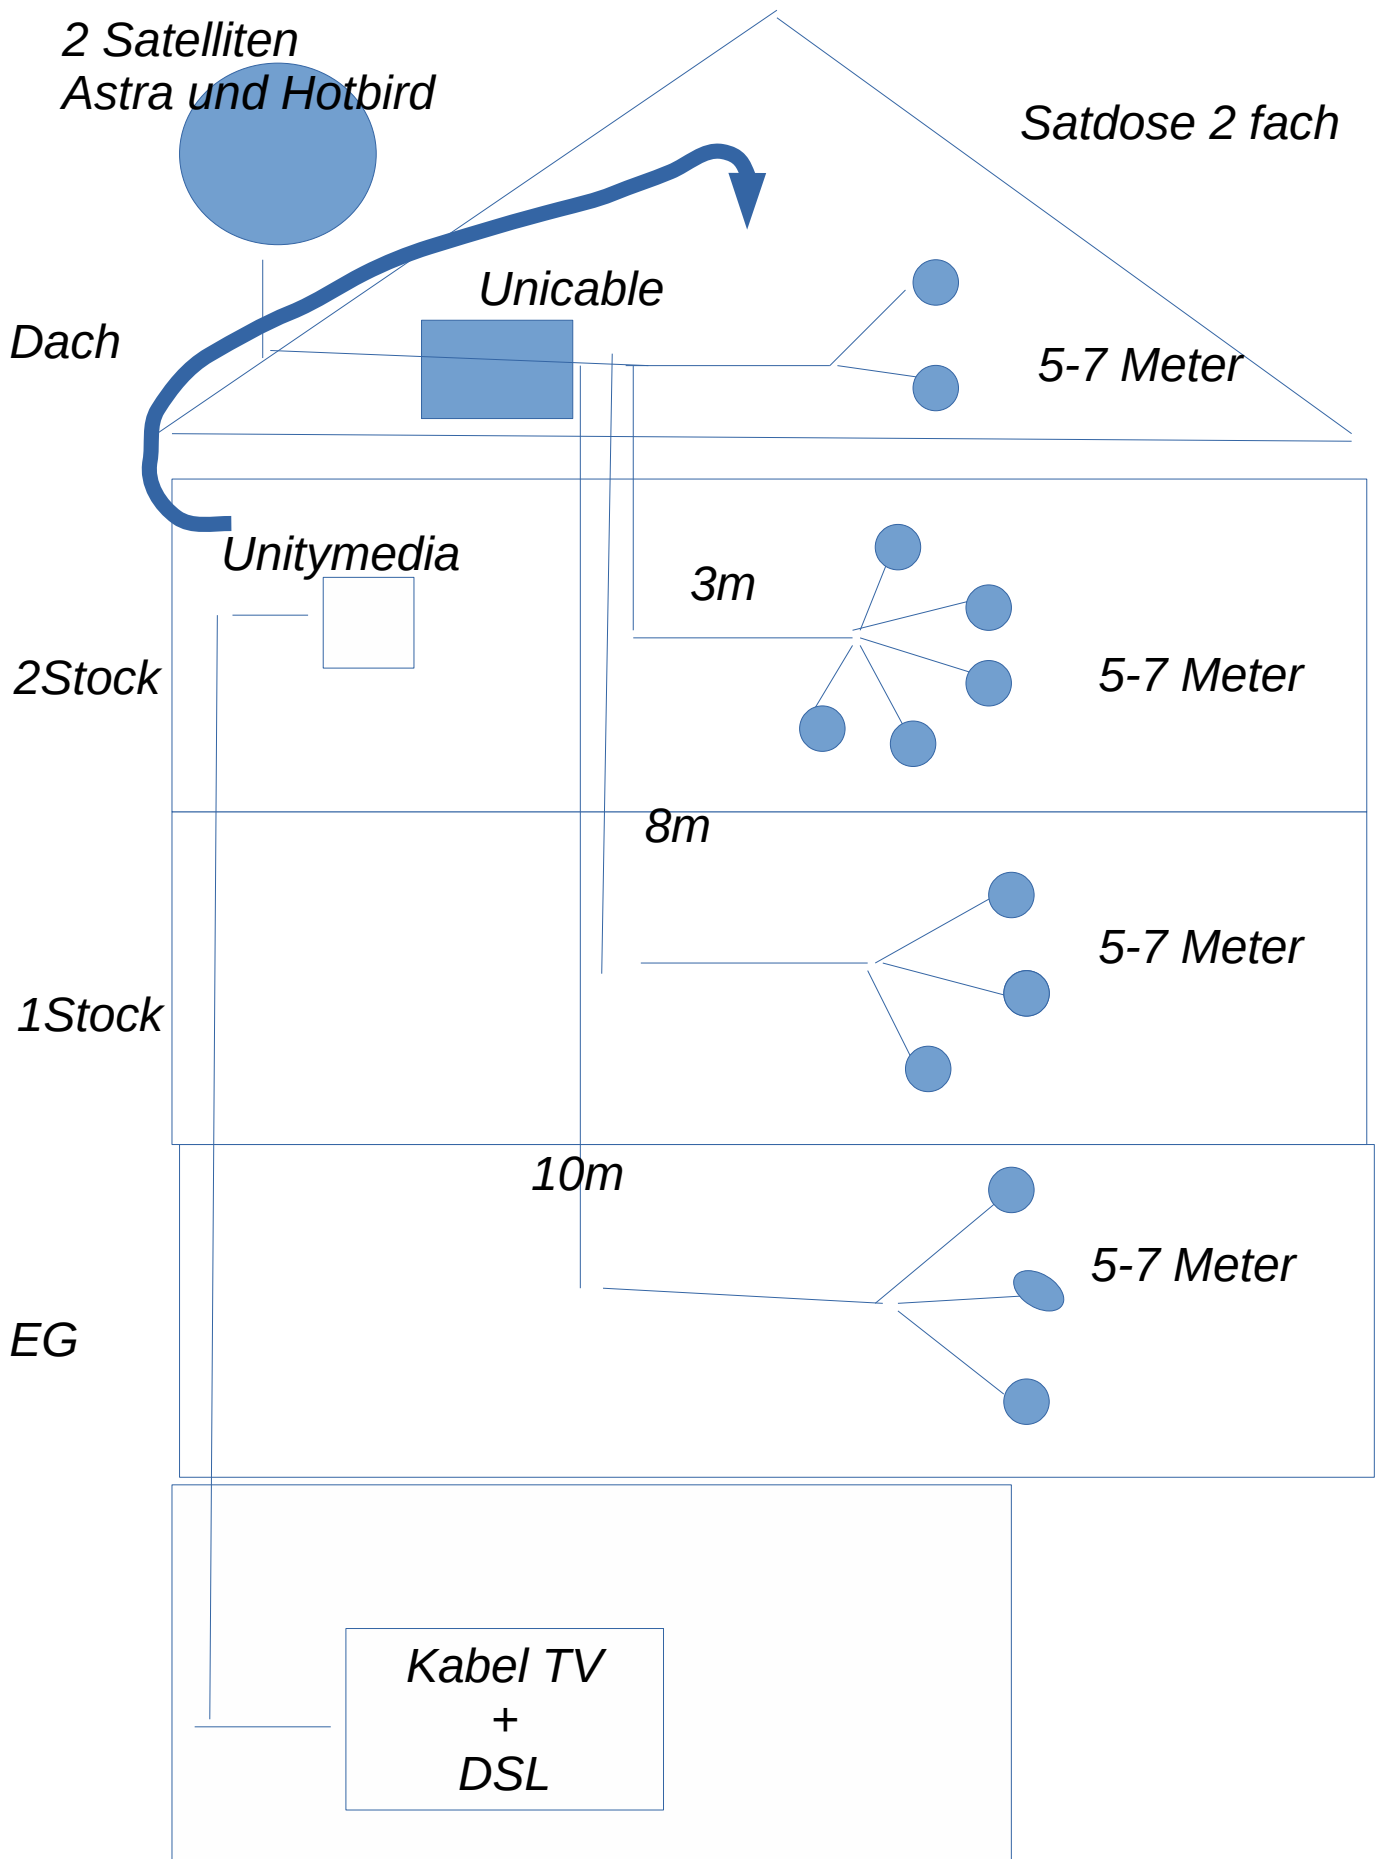 2 Satelliten
Astra und Hotbird
Satdose 2 fach
Unicable
Dach
5-7 Meter
Unitymedia
3m
2Stock
5-7 Meter
8m
5-7 Meter
1Stock
10m
5-7 Meter
EG
Kabel TV
+
DSL